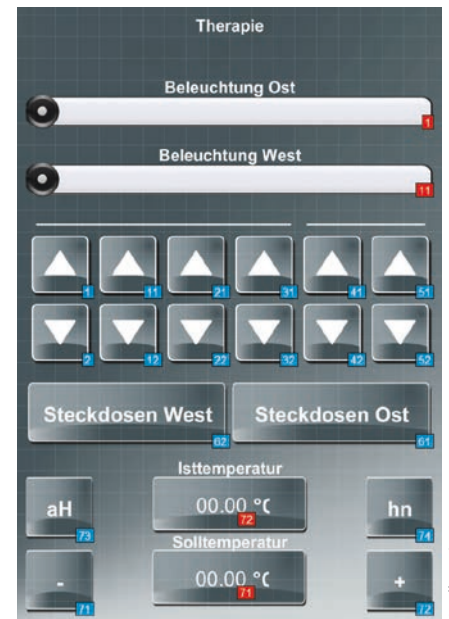 Therapie
Beleuchtung Ost
1
Beleuchtung West
11
1 11 21 31 41 51
2 12 22 32 42 52
Steckdosen West Steckdosen Ost
62 61
Isttemperatur
aH 00.00 °C hn
73 72 74
Solltemperatur
- 00.00 °C +
71 71 72